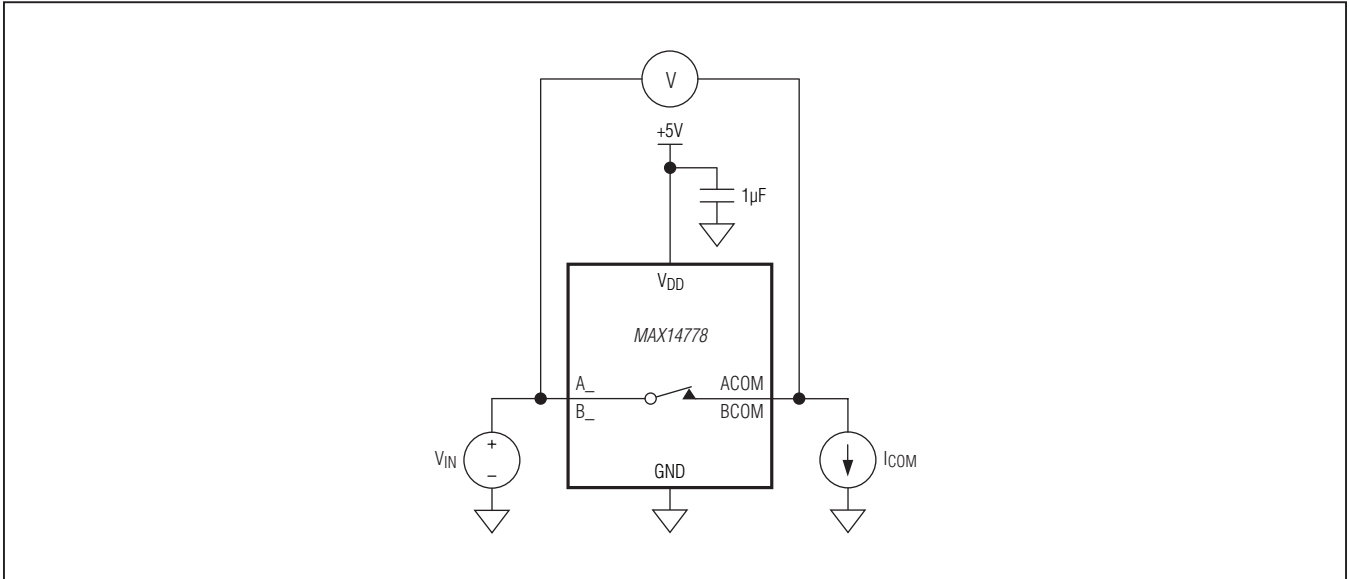 V
+5V
1µF
VDD
MAX14778
A_
ACOM
B_
BCOM
VIN
+
–
GND
ICOM